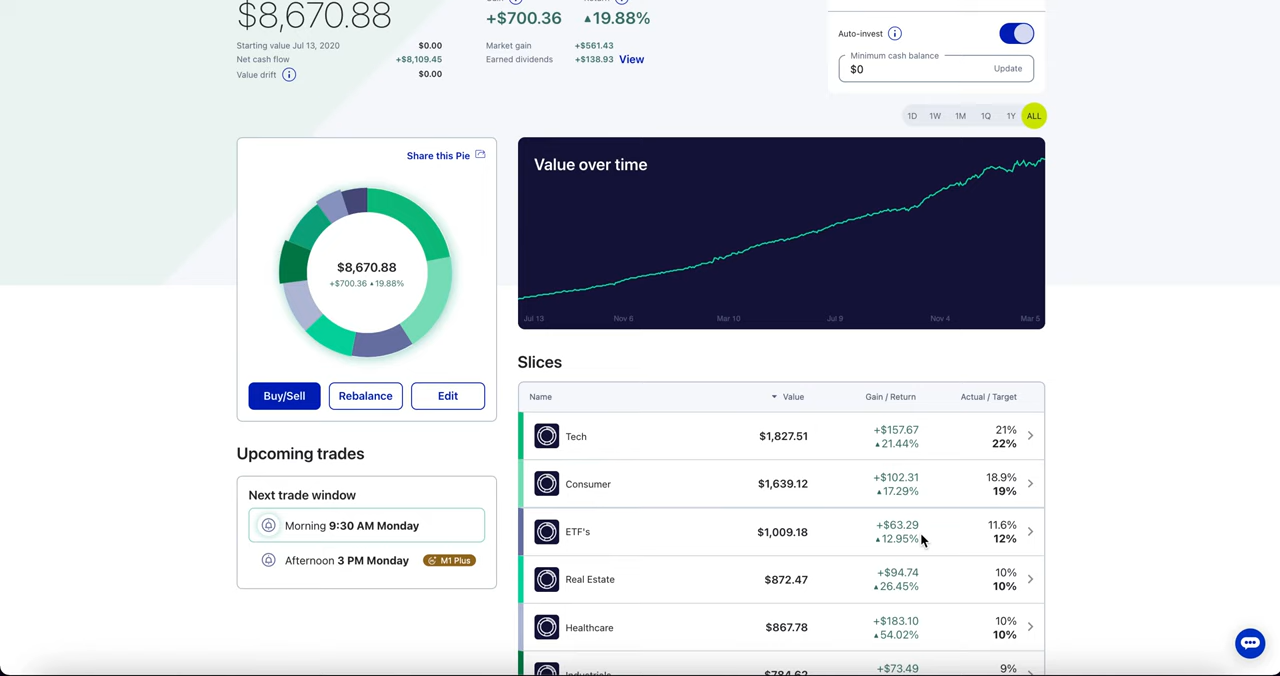 $8,670.88
+$700.36 ▲19.88%
Starting value Jul 13, 2020 $0.00
Net cash flow +$8,109.45
Value drift $0.00
Market gain +$561.43
Earned dividends +$138.93 View
Auto-invest
Minimum cash balance
$0 Update
1D 1W 1M 1Q 1Y ALL
Share this Pie
$8,670.88
+$700.36 ▲19.88%
Buy/Sell Rebalance Edit
Upcoming trades
Next trade window
Morning 9:30 AM Monday
Afternoon 3 PM Monday M1 Plus
Value over time
Jul 13 Nov 6 Mar 10 Jul 9 Nov 4 Mar 5
Slices
Name Value Gain / Return Actual / Target
Tech $1,827.51 +$157.67 21%
▲21.44% 22%
Consumer $1,639.12 +$102.31 18.9%
▲17.29% 19%
ETF's $1,009.18 +$63.29 11.6%
▲12.95% 12%
Real Estate $872.47 +$94.74 10%
▲26.45% 10%
Healthcare $867.78 +$183.10 10%
▲54.02% 10%
Industrials $784.62 +$73.49 9%